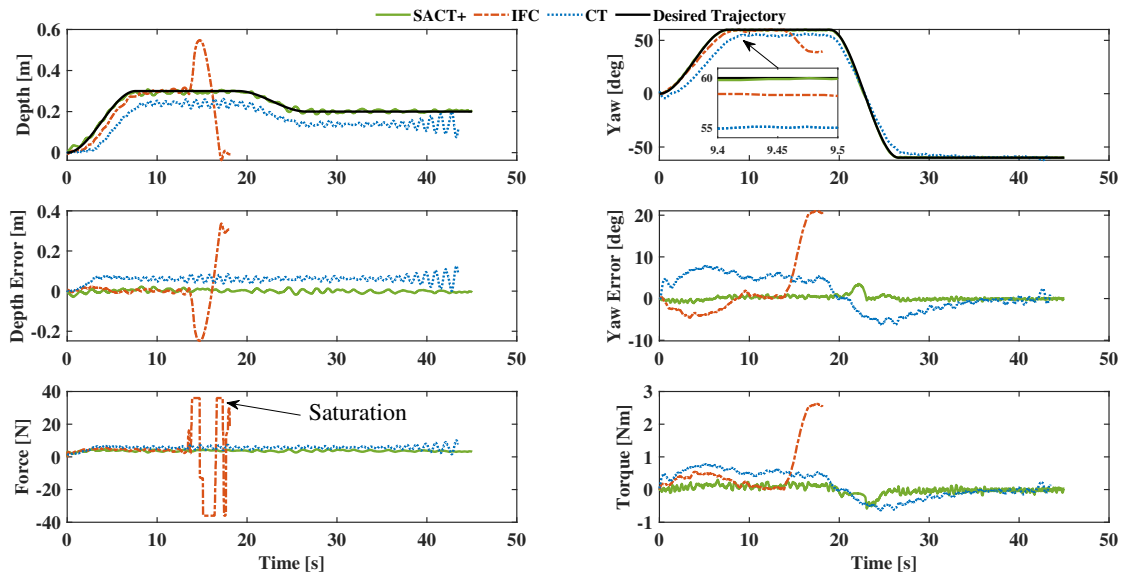 SACT+ IFC CT Desired Trajectory
0.6
0.4
0.2
0
Depth [m]
0 10 20 30 40 50
50
0
-50
Yaw [deg]
60
55
9.4 9.45 9.5
0 10 20 30 40 50
0.4
0.2
0
-0.2
Depth Error [m]
0 10 20 30 40 50
20
10
0
-10
Yaw Error [deg]
0 10 20 30 40 50
40
20
0
-20
-40
Force [N]
Saturation
0 10 20 30 40 50
Time [s]
3
2
1
0
-1
Torque [Nm]
0 10 20 30 40 50
Time [s]